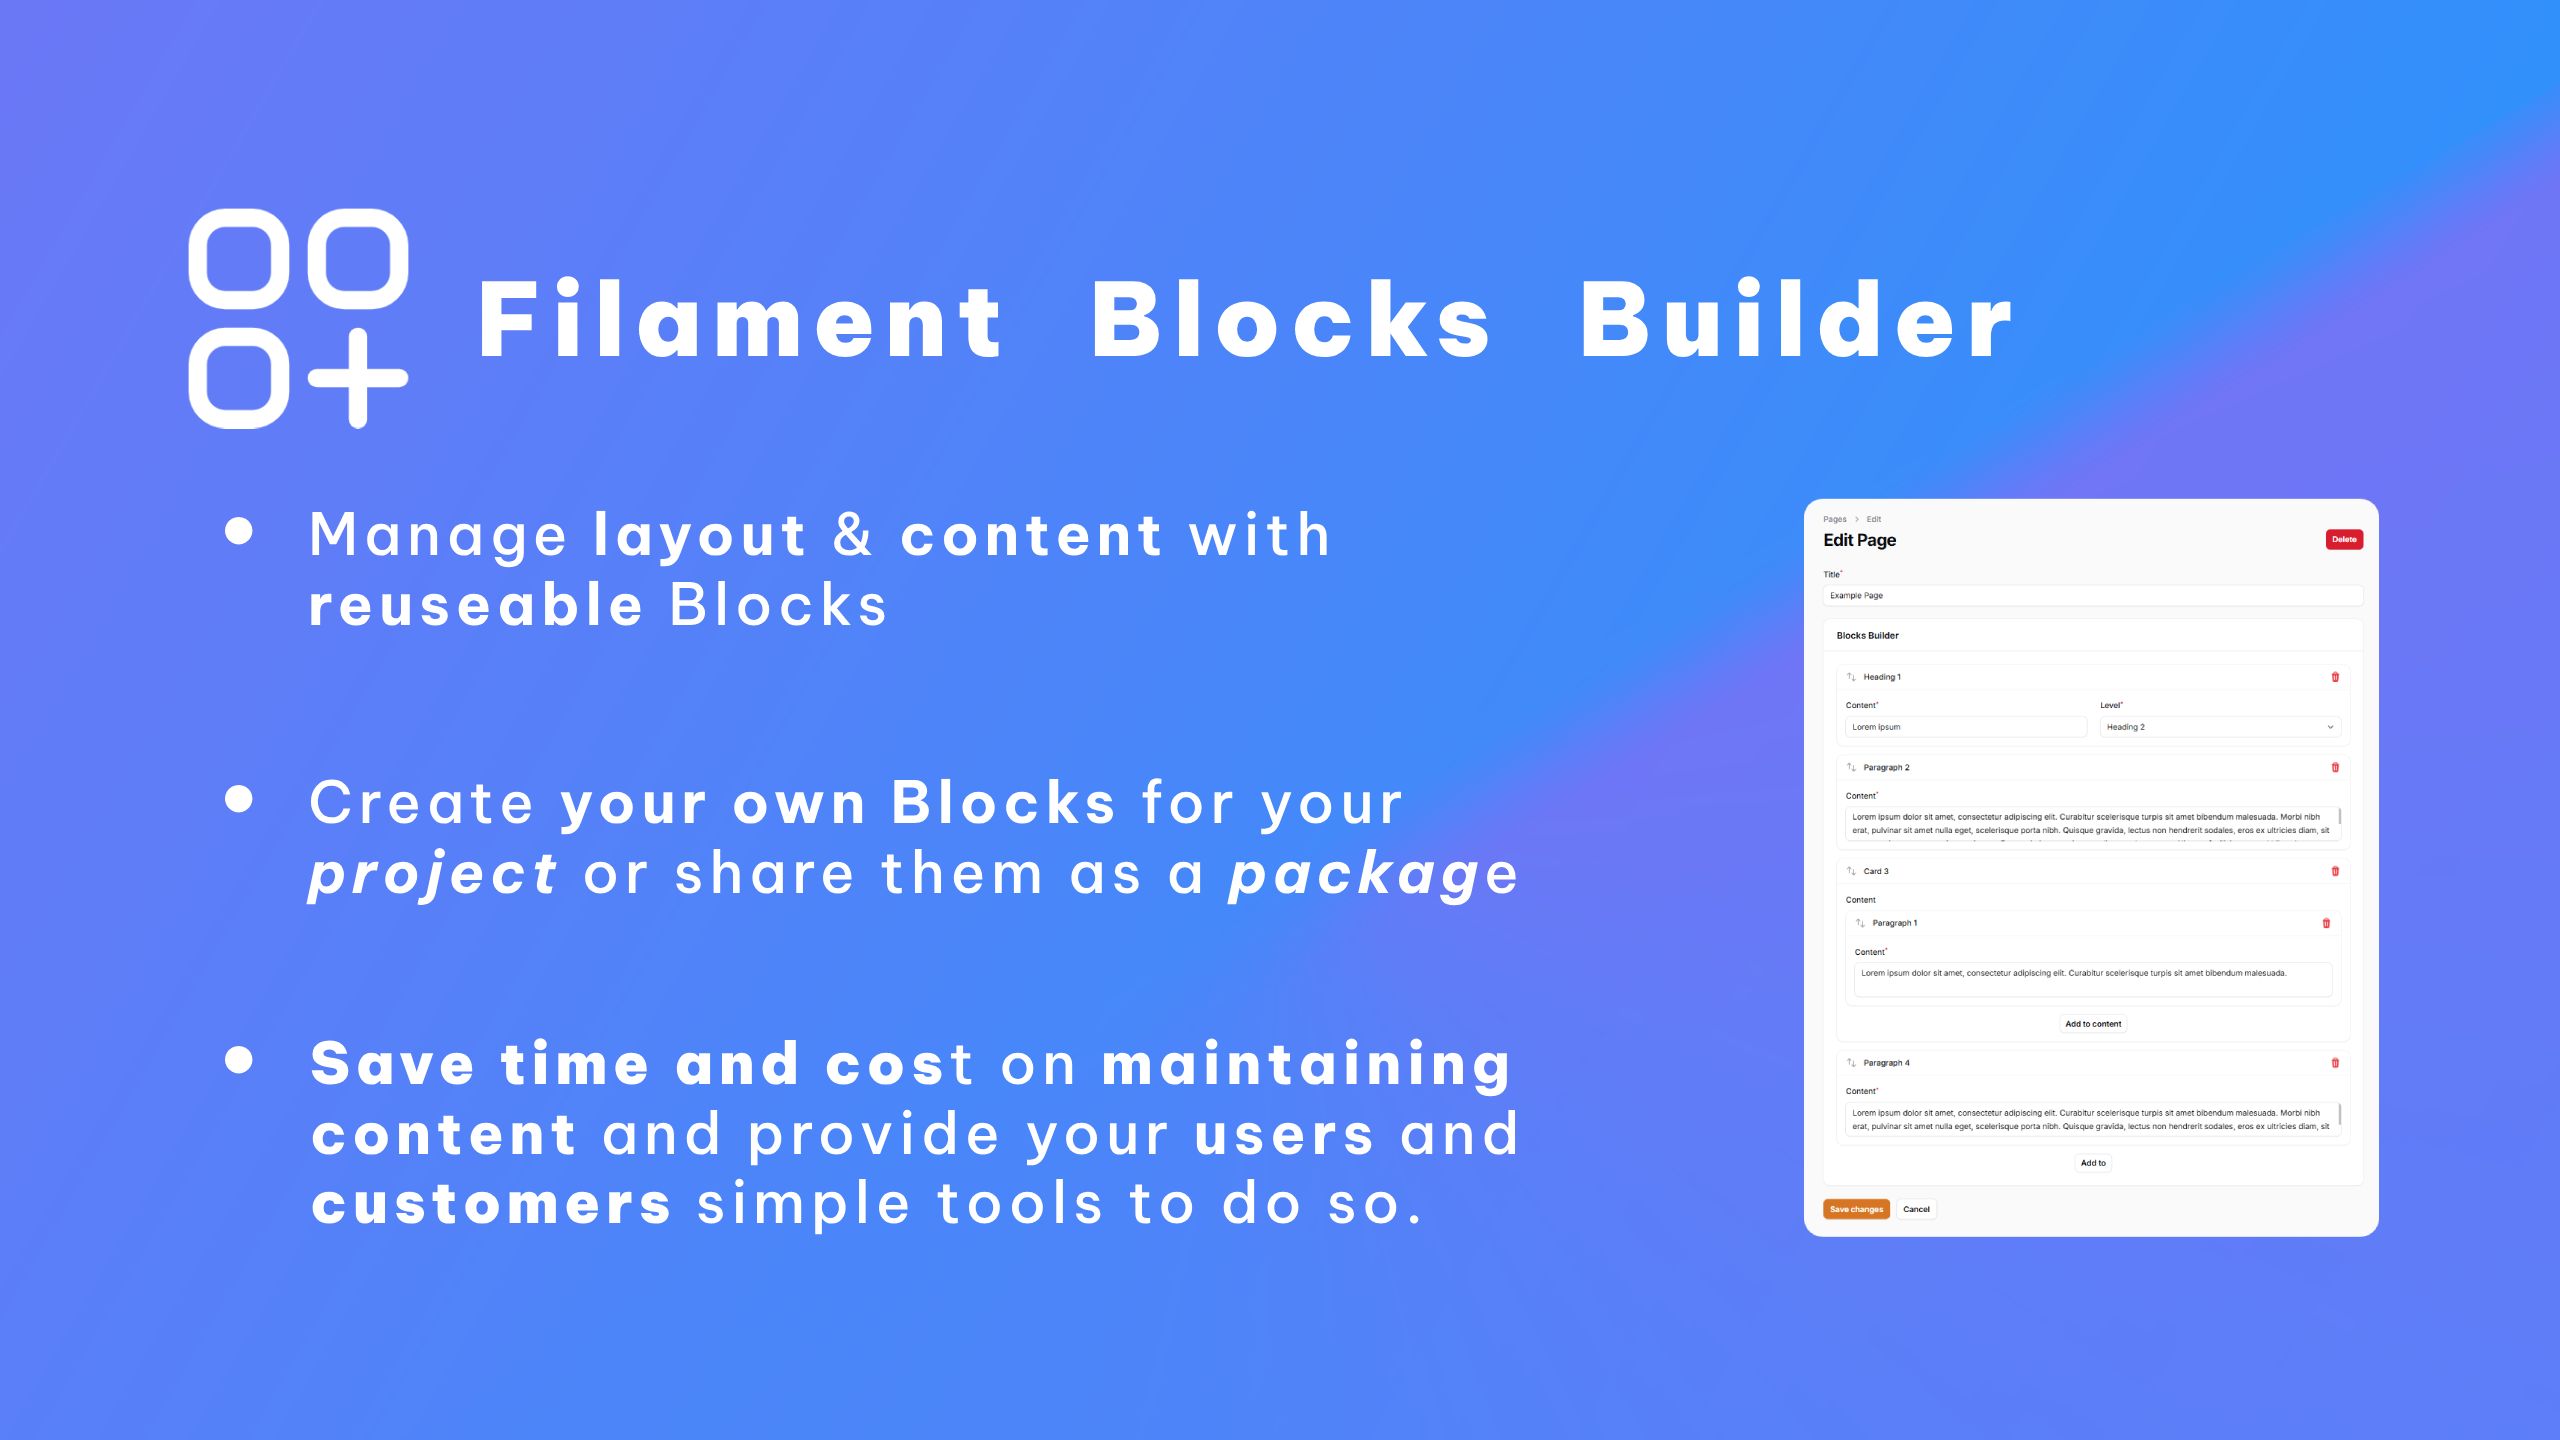 Filament Blocks Builder
Manage layout & content with
reuseable Blocks
Create your own Blocks for your
project or share them as a package
Save time and cost on maintaining
content and provide your users and
customers simple tools to do so.
Pages > Edit
Edit Page
Delete
Title*
Example Page
Blocks Builder
Heading 1
Content* Level*
Lorem ipsum Heading 2
Paragraph 2
Content*
Lorem ipsum dolor sit amet, consectetur adipiscing elit. Curabitur scelerisque turpis sit amet bibendum malesuada. Morbi nibh
erat, pulvinar sit amet nulla eget, scelerisque porta nibh. Quisque gravida, lectus non hendrerit sodales, eros ex ultricies diam, sit
Card 3
Content
Paragraph 1
Content*
Lorem ipsum dolor sit amet, consectetur adipiscing elit. Curabitur scelerisque turpis sit amet bibendum malesuada.
Add to content
Paragraph 4
Content*
Lorem ipsum dolor sit amet, consectetur adipiscing elit. Curabitur scelerisque turpis sit amet bibendum malesuada. Morbi nibh
erat, pulvinar sit amet nulla eget, scelerisque porta nibh. Quisque gravida, lectus non hendrerit sodales, eros ex ultricies diam, sit
Add to
Save changes Cancel